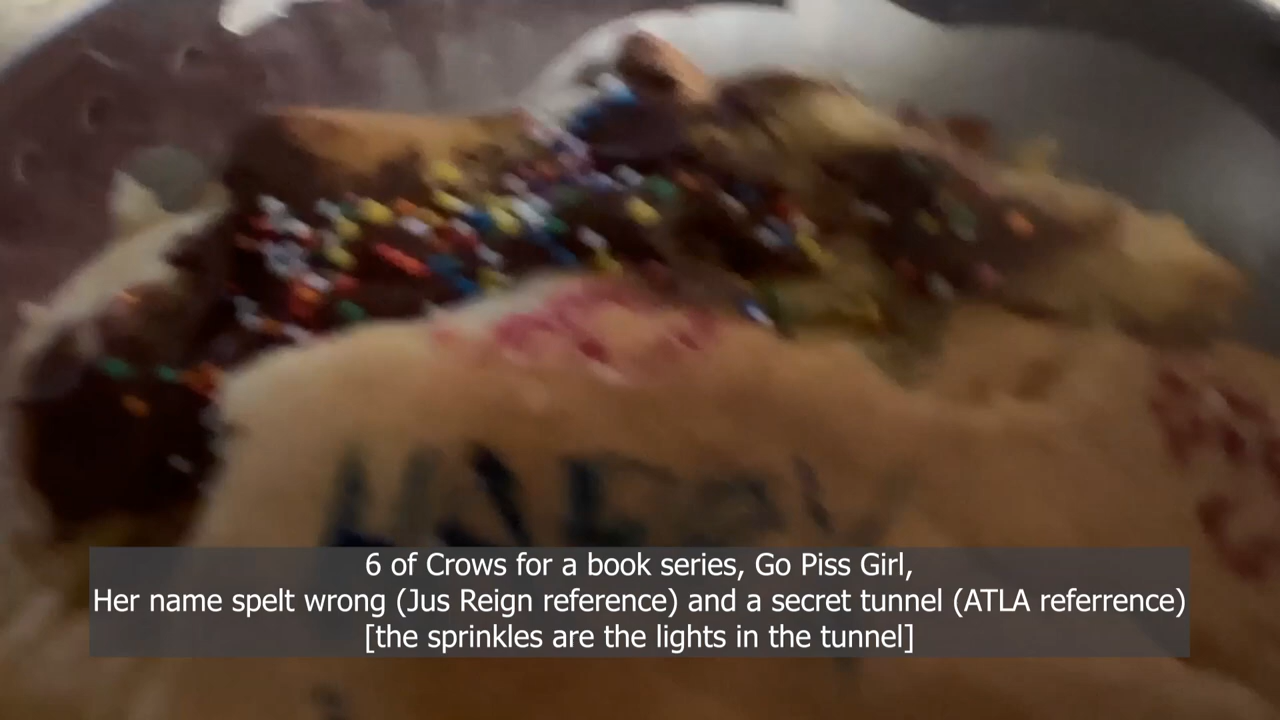 6 of Crows for a book series, Go Piss Girl,
Her name spelt wrong (Jus Reign reference) and a secret tunnel (ATLA referrence)
[the sprinkles are the lights in the tunnel]